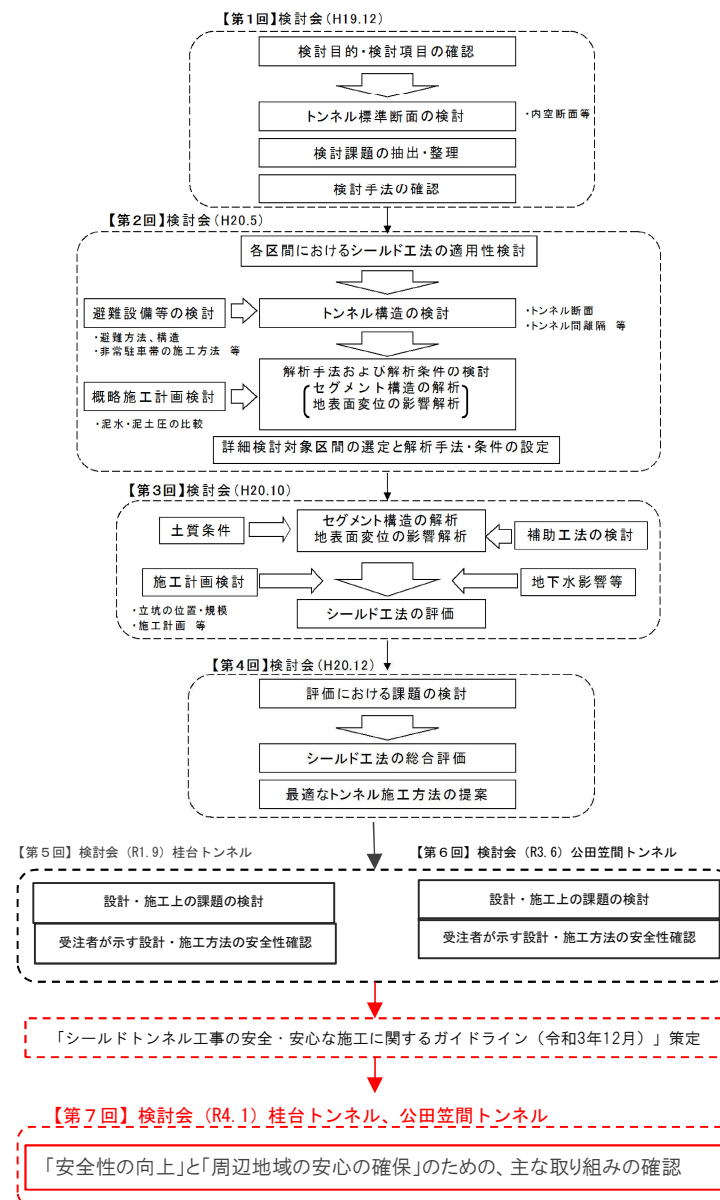 【第1回】検討会(H19.12)
検討目的・検討項目の確認
トンネル標準断面の検討
・内空断面等
検討課題の抽出・整理
検討手法の確認
【第2回】検討会(H20.5)
各区間におけるシールド工法の適用性検討
避難設備等の検討
・避難方法、構造
・非常駐車帯の施工方法 等
トンネル構造の検討
・トンネル断面
・トンネル間離隔 等
概略施工計画検討
・泥水・泥土圧の比較
解析手法および解析条件の検討
セグメント構造の解析
地表面変位の影響解析
詳細検討対象区間の選定と解析手法・条件の設定
【第3回】検討会(H20.10)
土質条件
セグメント構造の解析
地表面変位の影響解析
補助工法の検討
施工計画検討
・立坑の位置・規模
・施工計画 等
地下水影響等
シールド工法の評価
【第4回】検討会(H20.12)
評価における課題の検討
シールド工法の総合評価
最適なトンネル施工方法の提案
【第5回】検討会（R1.9）桂台トンネル
設計・施工上の課題の検討
受注者が示す設計・施工方法の安全性確認
【第6回】検討会（R3.6）公田笠間トンネル
設計・施工上の課題の検討
受注者が示す設計・施工方法の安全性確認
「シールドトンネル工事の安全・安心な施工に関するガイドライン（令和3年12月）」策定
【第7回】検討会（R4.1）桂台トンネル、公田笠間トンネル
「安全性の向上」と「周辺地域の安心の確保」のための、主な取り組みの確認